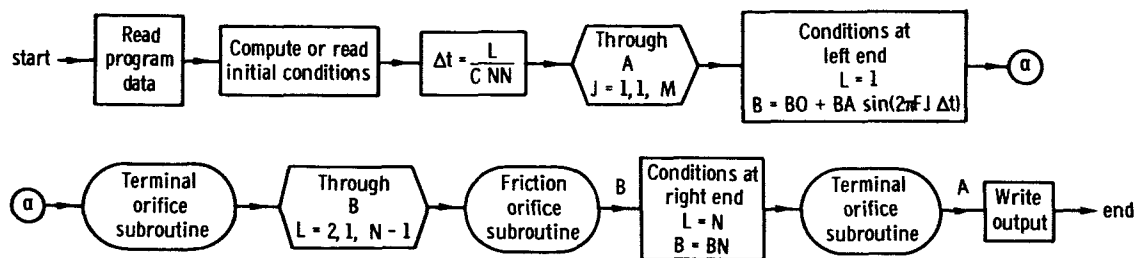 start
Read
program
data
Compute or read
initial conditions
Δt = L / C NN
Through
A
J = 1, 1, M
Conditions at
left end
L = 1
B = BO + BA sin(2πFJ Δt)
α
α
Terminal
orifice
subroutine
Through
B
L = 2, 1, N - 1
Friction
orifice
subroutine
B
Conditions at
right end
L = N
B = BN
Terminal
orifice
subroutine
A
Write
output
end